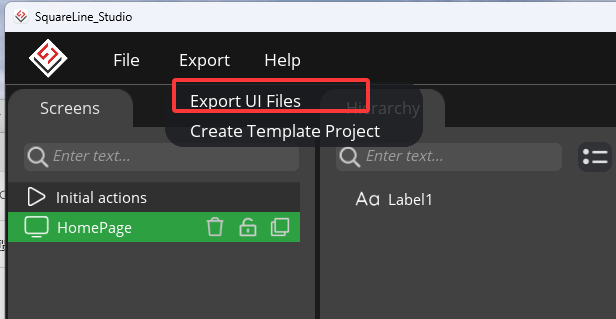 SquareLine_Studio
File Export Help
Export UI Files
Create Template Project
Screens Hierarchy
Enter text... Enter text...
Initial actions
Aa Label1
HomePage